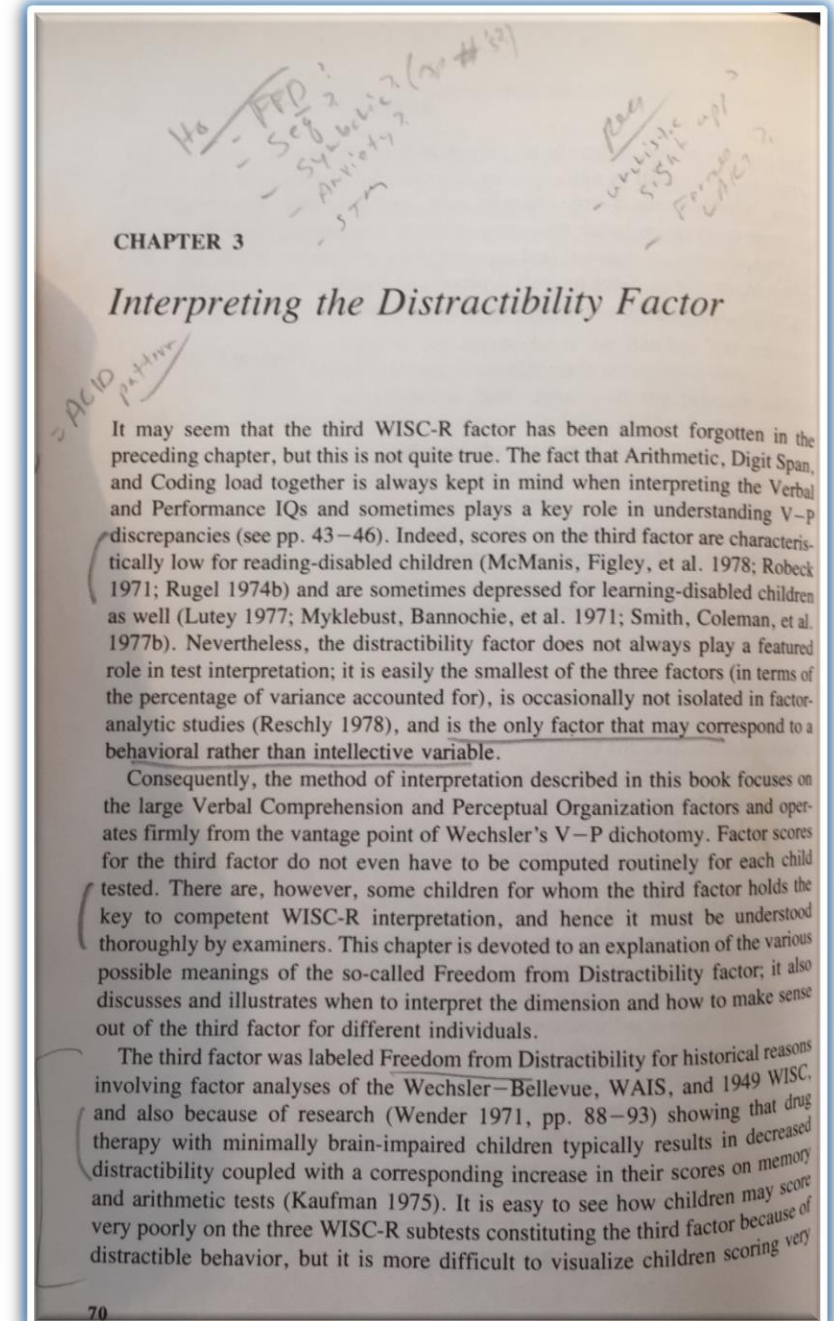 Ho
- FFD!
- Seq?
- Symbolic?
- Anxiety?
- STM
Rec
CHAPTER 3
Interpreting the Distractibility Factor
= ACID
pattern
It may seem that the third WISC-R factor has been almost forgotten in the
preceding chapter, but this is not quite true. The fact that Arithmetic, Digit Span,
and Coding load together is always kept in mind when interpreting the Verbal
and Performance IQs and sometimes plays a key role in understanding V–P
discrepancies (see pp. 43–46). Indeed, scores on the third factor are characteris-
tically low for reading-disabled children (McManis, Figley, et al. 1978; Robeck
1971; Rugel 1974b) and are sometimes depressed for learning-disabled children
as well (Lutey 1977; Myklebust, Bannochie, et al. 1971; Smith, Coleman, et al.
1977b). Nevertheless, the distractibility factor does not always play a featured
role in test interpretation; it is easily the smallest of the three factors (in terms of
the percentage of variance accounted for), is occasionally not isolated in factor-
analytic studies (Reschly 1978), and is the only factor that may correspond to a
behavioral rather than intellective variable.
Consequently, the method of interpretation described in this book focuses on
the large Verbal Comprehension and Perceptual Organization factors and oper-
ates firmly from the vantage point of Wechsler's V–P dichotomy. Factor scores
for the third factor do not even have to be computed routinely for each child
tested. There are, however, some children for whom the third factor holds the
key to competent WISC-R interpretation, and hence it must be understood
thoroughly by examiners. This chapter is devoted to an explanation of the various
possible meanings of the so-called Freedom from Distractibility factor; it also
discusses and illustrates when to interpret the dimension and how to make sense
out of the third factor for different individuals.
The third factor was labeled Freedom from Distractibility for historical reasons
involving factor analyses of the Wechsler–Bellevue, WAIS, and 1949 WISC,
and also because of research (Wender 1971, pp. 88–93) showing that drug
therapy with minimally brain-impaired children typically results in decreased
distractibility coupled with a corresponding increase in their scores on memory
and arithmetic tests (Kaufman 1975). It is easy to see how children may score
very poorly on the three WISC-R subtests constituting the third factor because of
distractible behavior, but it is more difficult to visualize children scoring very
70